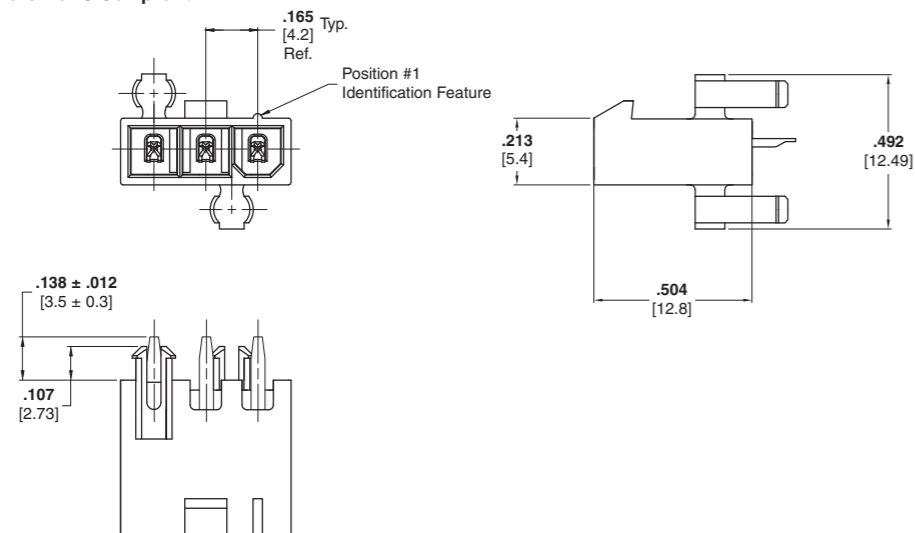 .165 Typ.
[4.2]
Ref.
Position #1
Identification Feature
.213
[5.4]
.492
[12.49]
.504
[12.8]
.138 ± .012
[3.5 ± 0.3]
.107
[2.73]